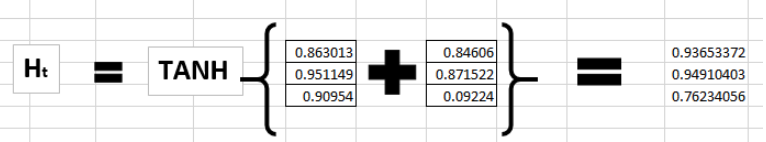 Hₜ = TANH { 0.863013 + 0.84606 } = 0.93653372
0.951149 0.871522 0.94910403
0.90954 0.09224 0.76234056